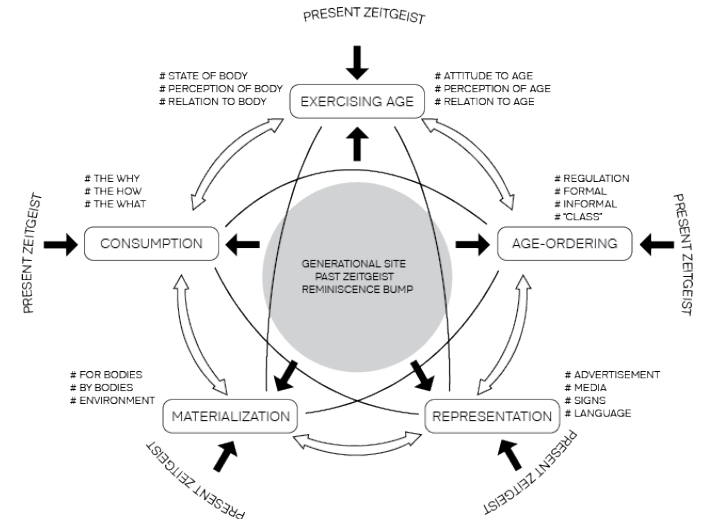 PRESENT ZEITGEIST
# STATE OF BODY
# PERCEPTION OF BODY
# RELATION TO BODY
# ATTITUDE TO AGE
# PERCEPTION OF AGE
# RELATION TO AGE
EXERCISING AGE
# THE WHY
# THE HOW
# THE WHAT
# REGULATION
# FORMAL
# INFORMAL
# "CLASS"
PRESENT ZEITGEIST
CONSUMPTION
AGE-ORDERING
PRESENT ZEITGEIST
GENERATIONAL SITE
PAST ZEITGEIST
REMINISCENCE BUMP
# FOR BODIES
# BY BODIES
# ENVIRONMENT
MATERIALIZATION
REPRESENTATION
# ADVERTISEMENT
# MEDIA
# SIGNS
# LANGUAGE
PRESENT ZEITGEIST
PRESENT ZEITGEIST